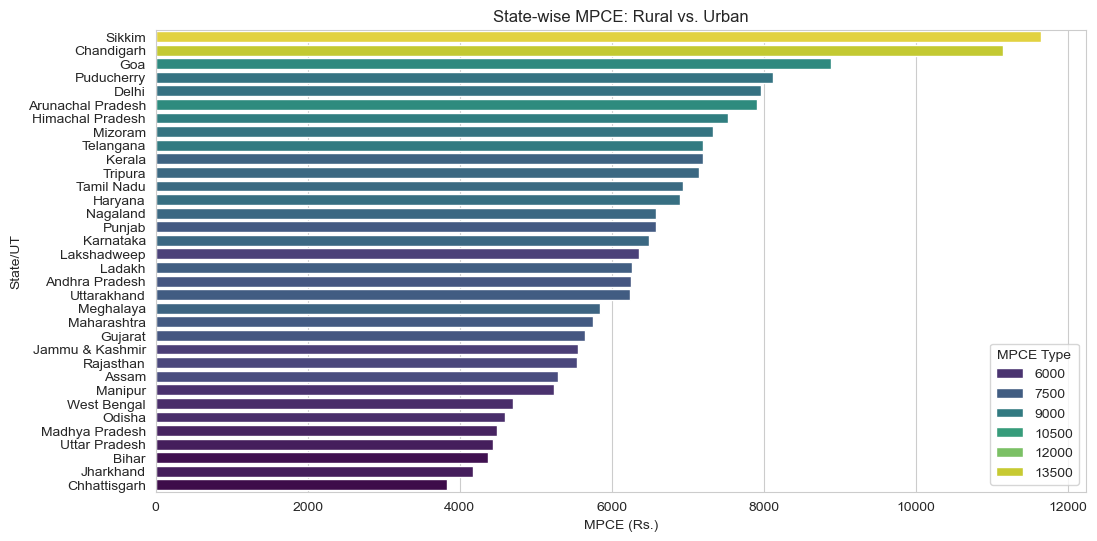 State-wise MPCE: Rural vs. Urban
State/UT
Sikkim
Chandigarh
Goa
Puducherry
Delhi
Arunachal Pradesh
Himachal Pradesh
Mizoram
Telangana
Kerala
Tripura
Tamil Nadu
Haryana
Nagaland
Punjab
Karnataka
Lakshadweep
Ladakh
Andhra Pradesh
Uttarakhand
Meghalaya
Maharashtra
Gujarat
Jammu & Kashmir
Rajasthan
Assam
Manipur
West Bengal
Odisha
Madhya Pradesh
Uttar Pradesh
Bihar
Jharkhand
Chhattisgarh
MPCE Type
6000
7500
9000
10500
12000
13500
0 2000 4000 6000 8000 10000 12000
MPCE (Rs.)